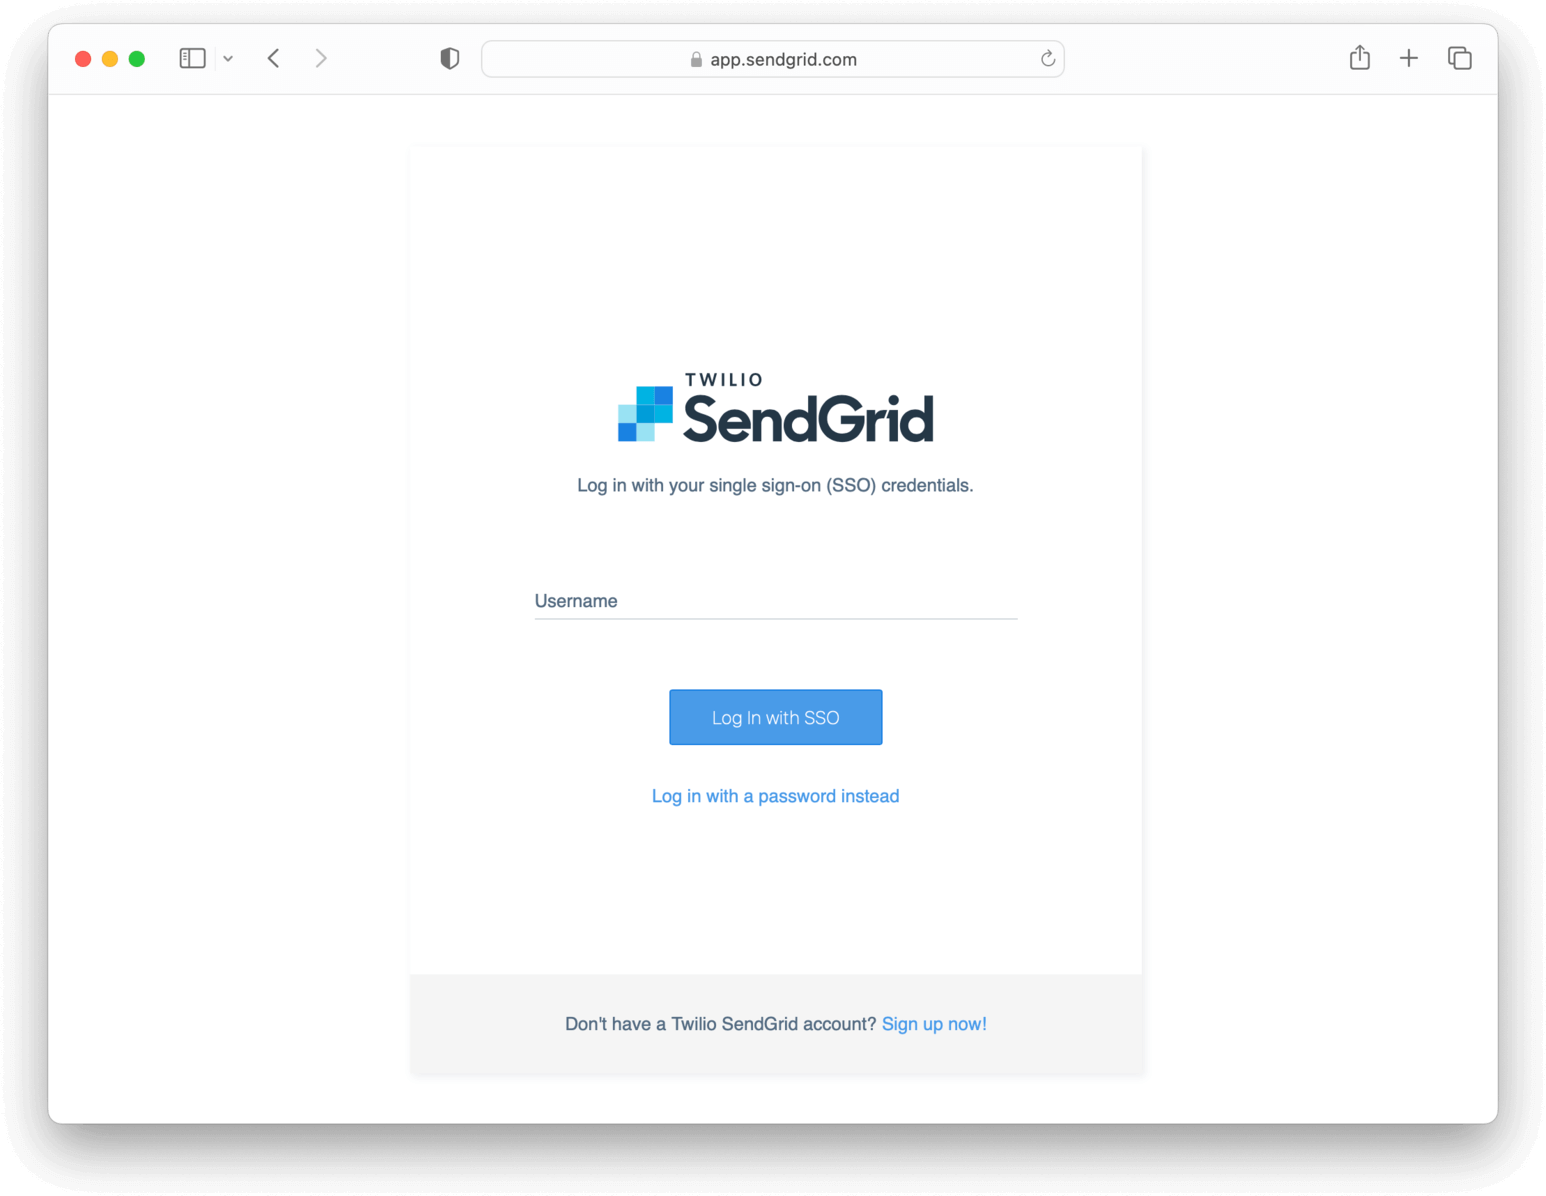 app.sendgrid.com
TWILIO
SendGrid
Log in with your single sign-on (SSO) credentials.
Username
Log In with SSO
Log in with a password instead
Don't have a Twilio SendGrid account? Sign up now!